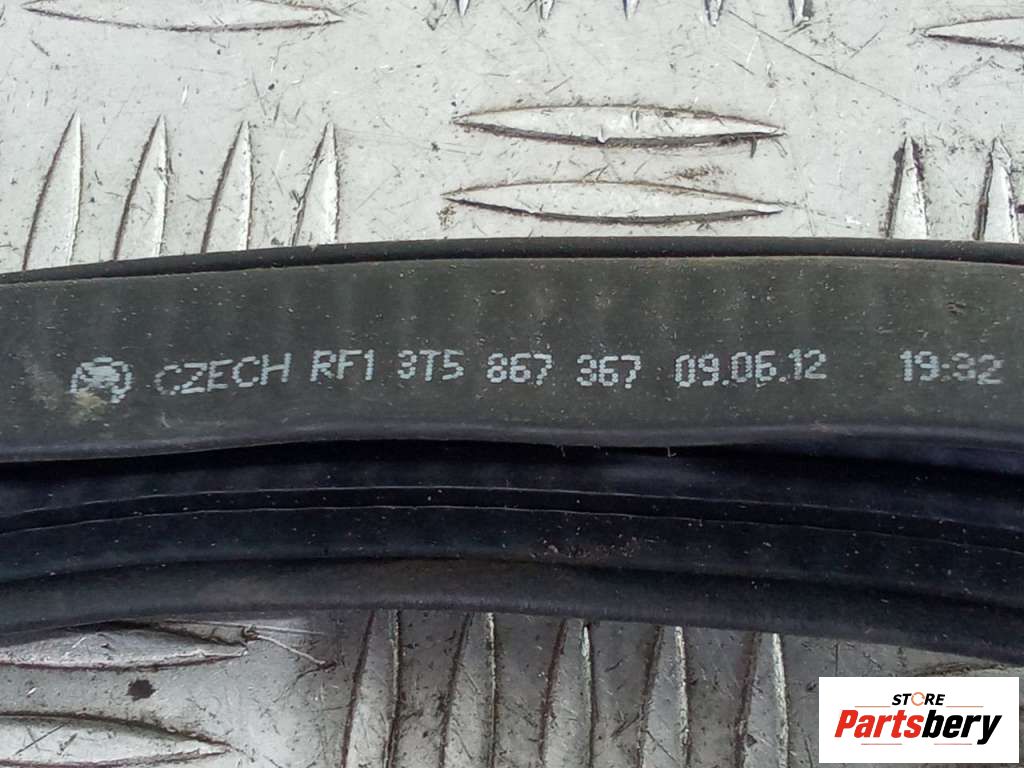 CZECH RF1 3T5 867 367 09.06.12 19:32
STORE
Partsbery